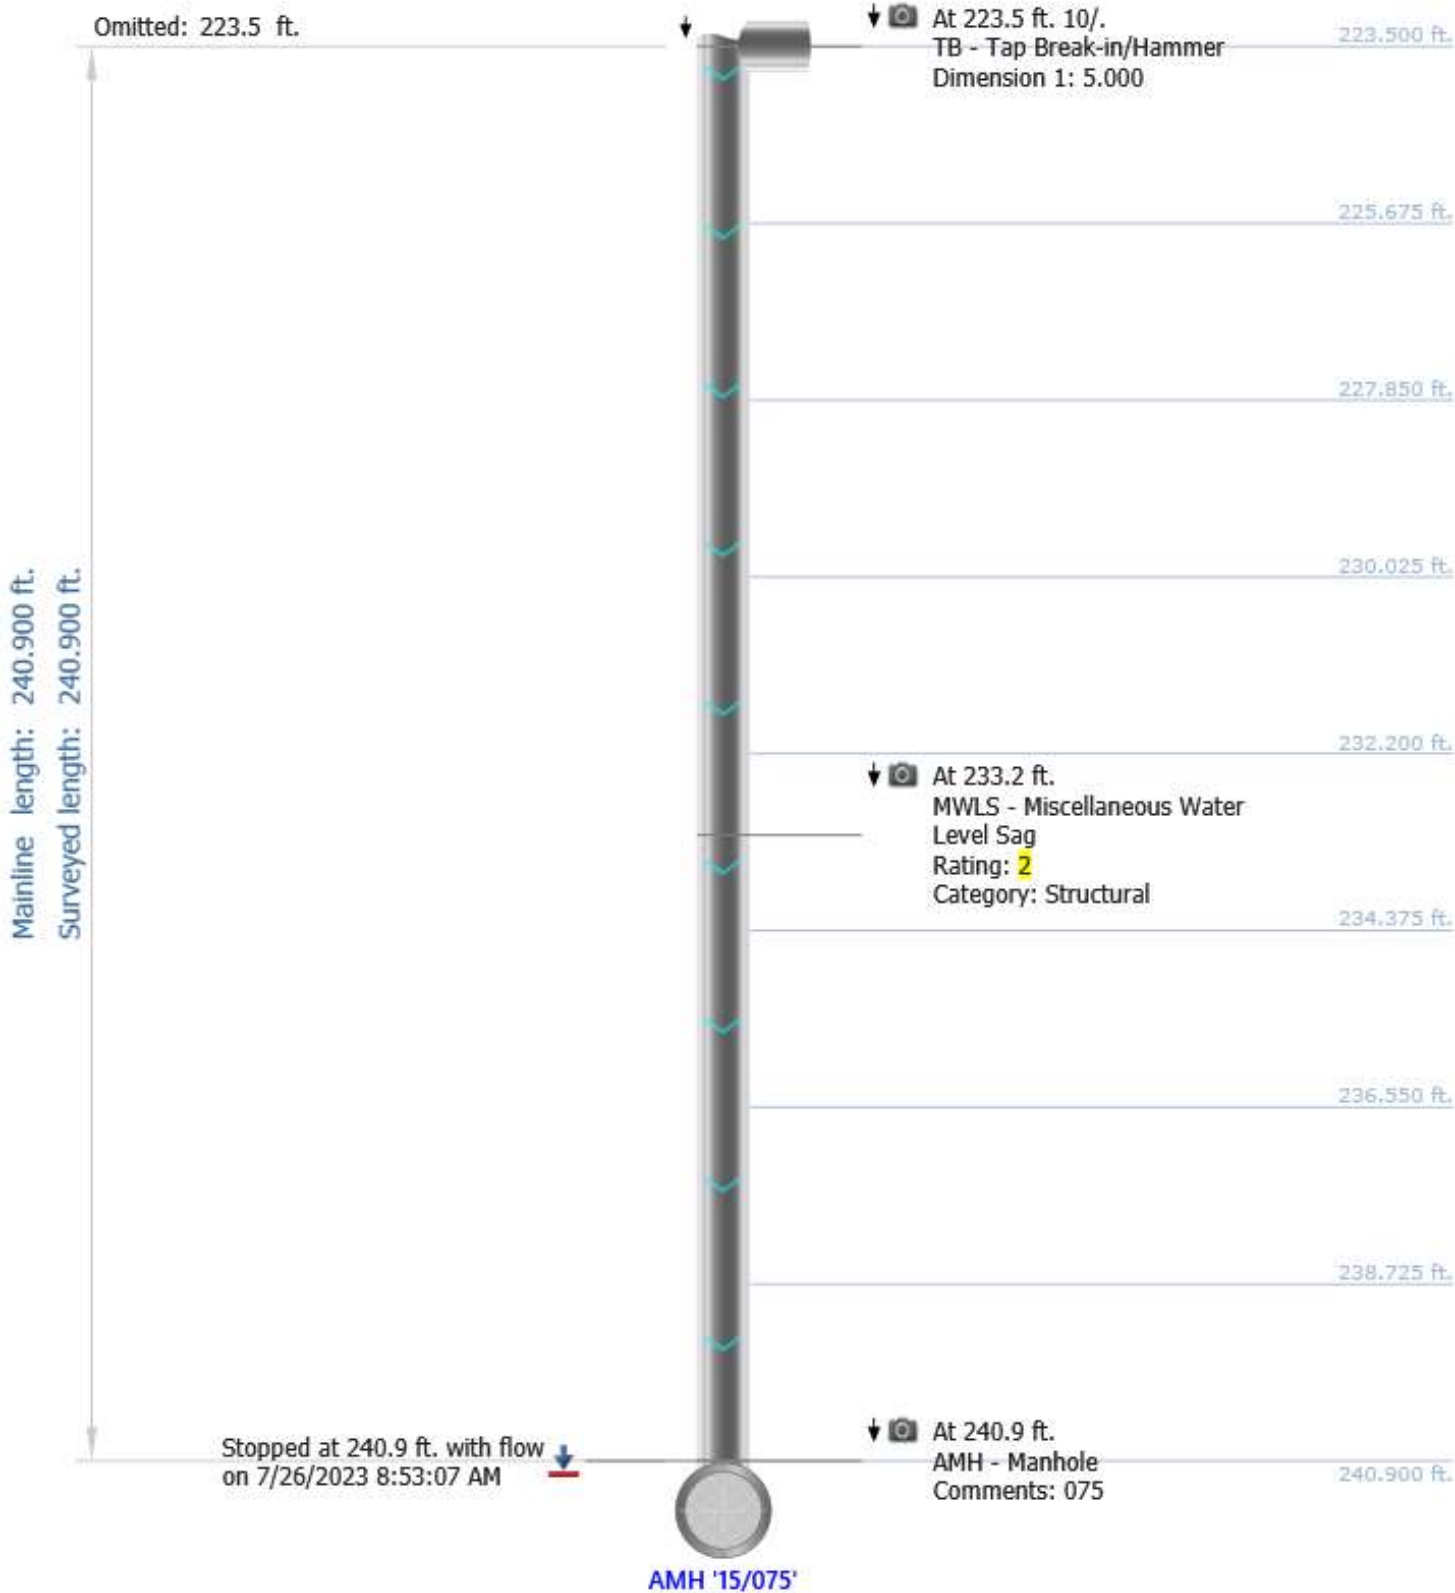 Omitted: 223.5 ft.
At 223.5 ft. 10/.
TB - Tap Break-in/Hammer
Dimension 1: 5.000
223.500 ft.
225.675 ft.
227.850 ft.
230.025 ft.
Mainline length: 240.900 ft.
Surveyed length: 240.900 ft.
232.200 ft.
At 233.2 ft.
MWLS - Miscellaneous Water
Level Sag
Rating: 2
Category: Structural
234.375 ft.
236.550 ft.
238.725 ft.
Stopped at 240.9 ft. with flow
on 7/26/2023 8:53:07 AM
At 240.9 ft.
AMH - Manhole
Comments: 075
240.900 ft.
AMH '15/075'